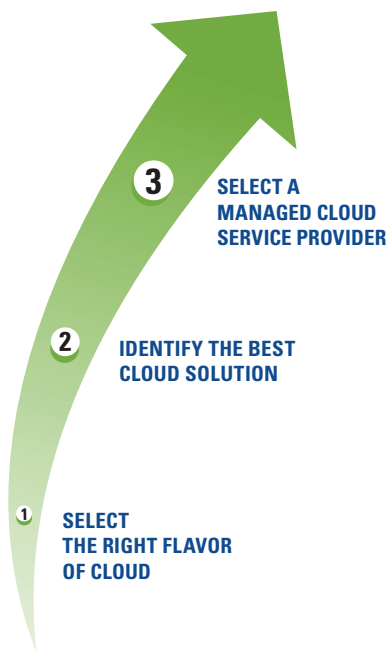 3
SELECT A
MANAGED CLOUD
SERVICE PROVIDER
2
IDENTIFY THE BEST
CLOUD SOLUTION
1
SELECT
THE RIGHT FLAVOR
OF CLOUD